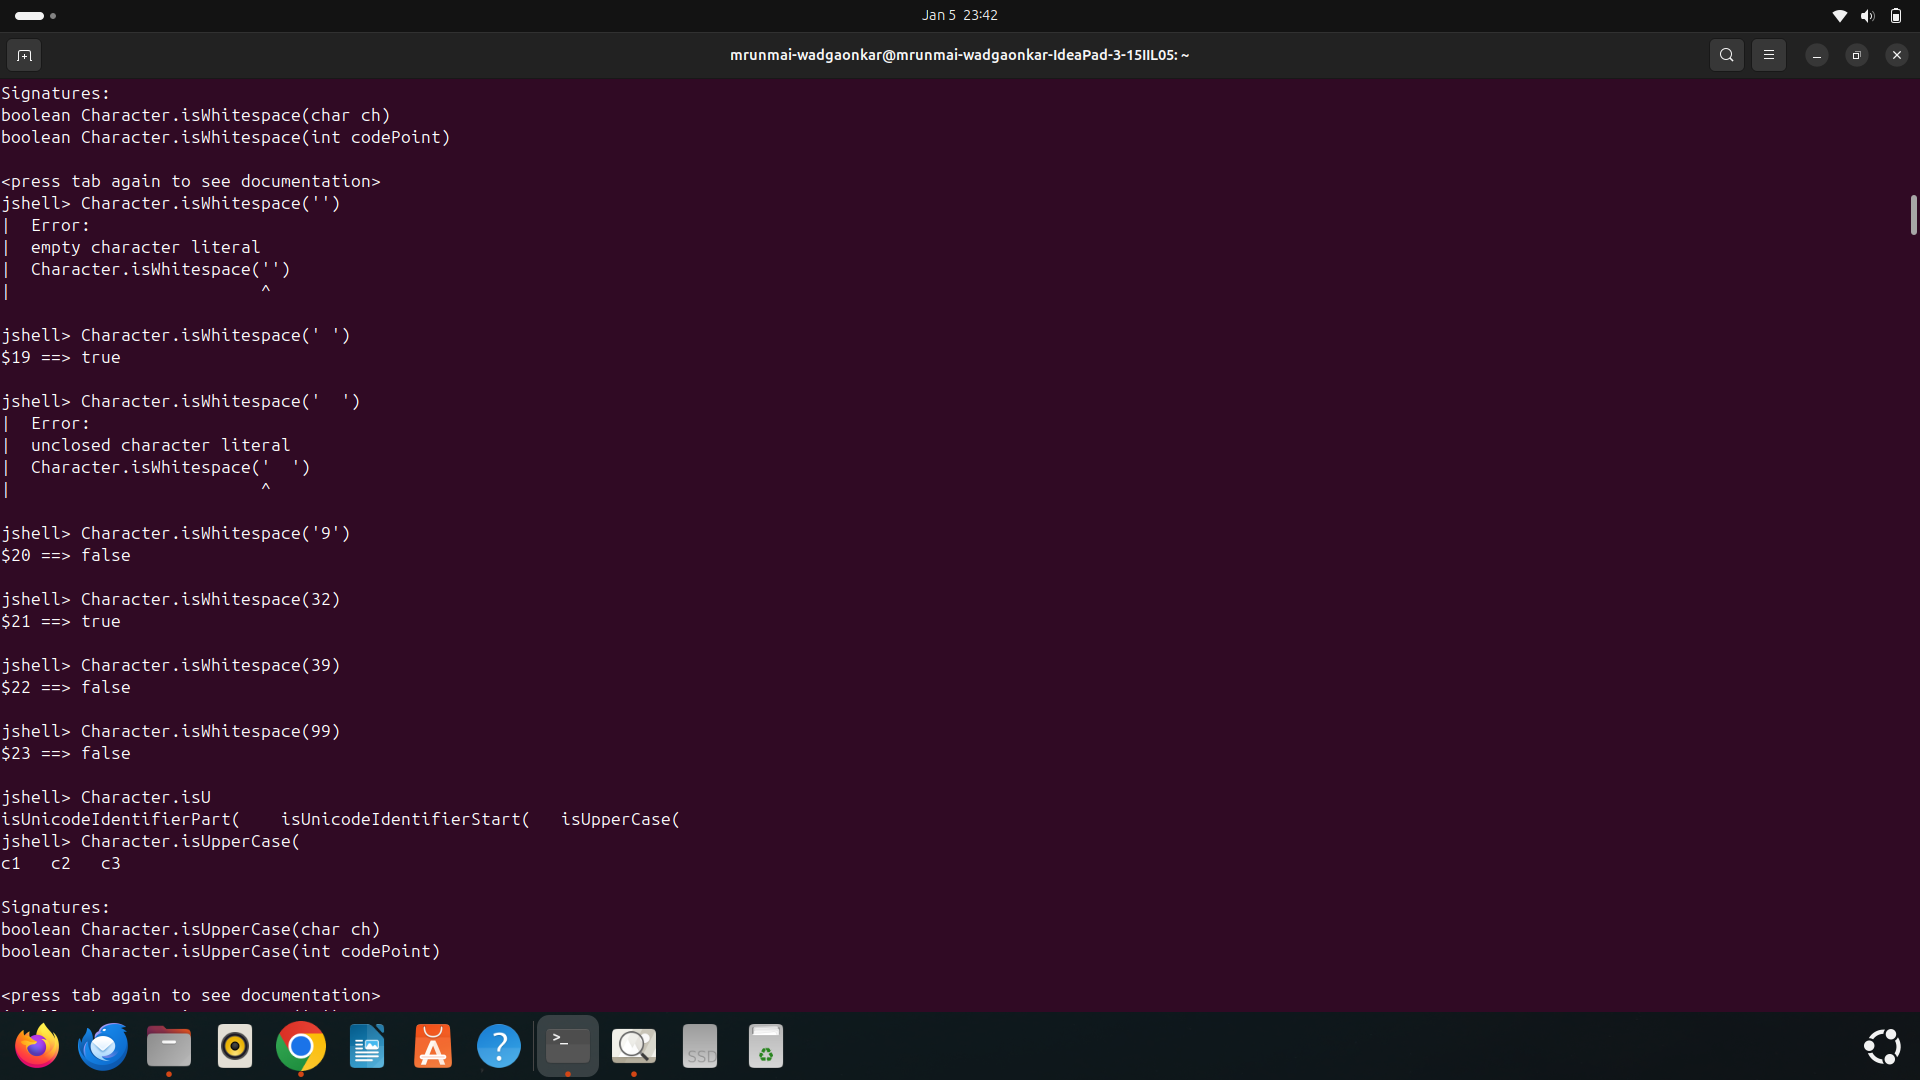 Jan 5 23:42
mrunmai-wadgaonkar@mrunmai-wadgaonkar-IdeaPad-3-15IIL05: ~
Signatures:
boolean Character.isWhitespace(char ch)
boolean Character.isWhitespace(int codePoint)
<press tab again to see documentation>
jshell> Character.isWhitespace('')
|  Error:
|  empty character literal
|  Character.isWhitespace('')
|                         ^
jshell> Character.isWhitespace(' ')
$19 ==> true
jshell> Character.isWhitespace('  ')
|  Error:
|  unclosed character literal
|  Character.isWhitespace('  ')
|                         ^
jshell> Character.isWhitespace('9')
$20 ==> false
jshell> Character.isWhitespace(32)
$21 ==> true
jshell> Character.isWhitespace(39)
$22 ==> false
jshell> Character.isWhitespace(99)
$23 ==> false
jshell> Character.isU
isUnicodeIdentifierPart(    isUnicodeIdentifierStart(   isUpperCase(
jshell> Character.isUpperCase(
c1   c2   c3
Signatures:
boolean Character.isUpperCase(char ch)
boolean Character.isUpperCase(int codePoint)
<press tab again to see documentation>
SSD